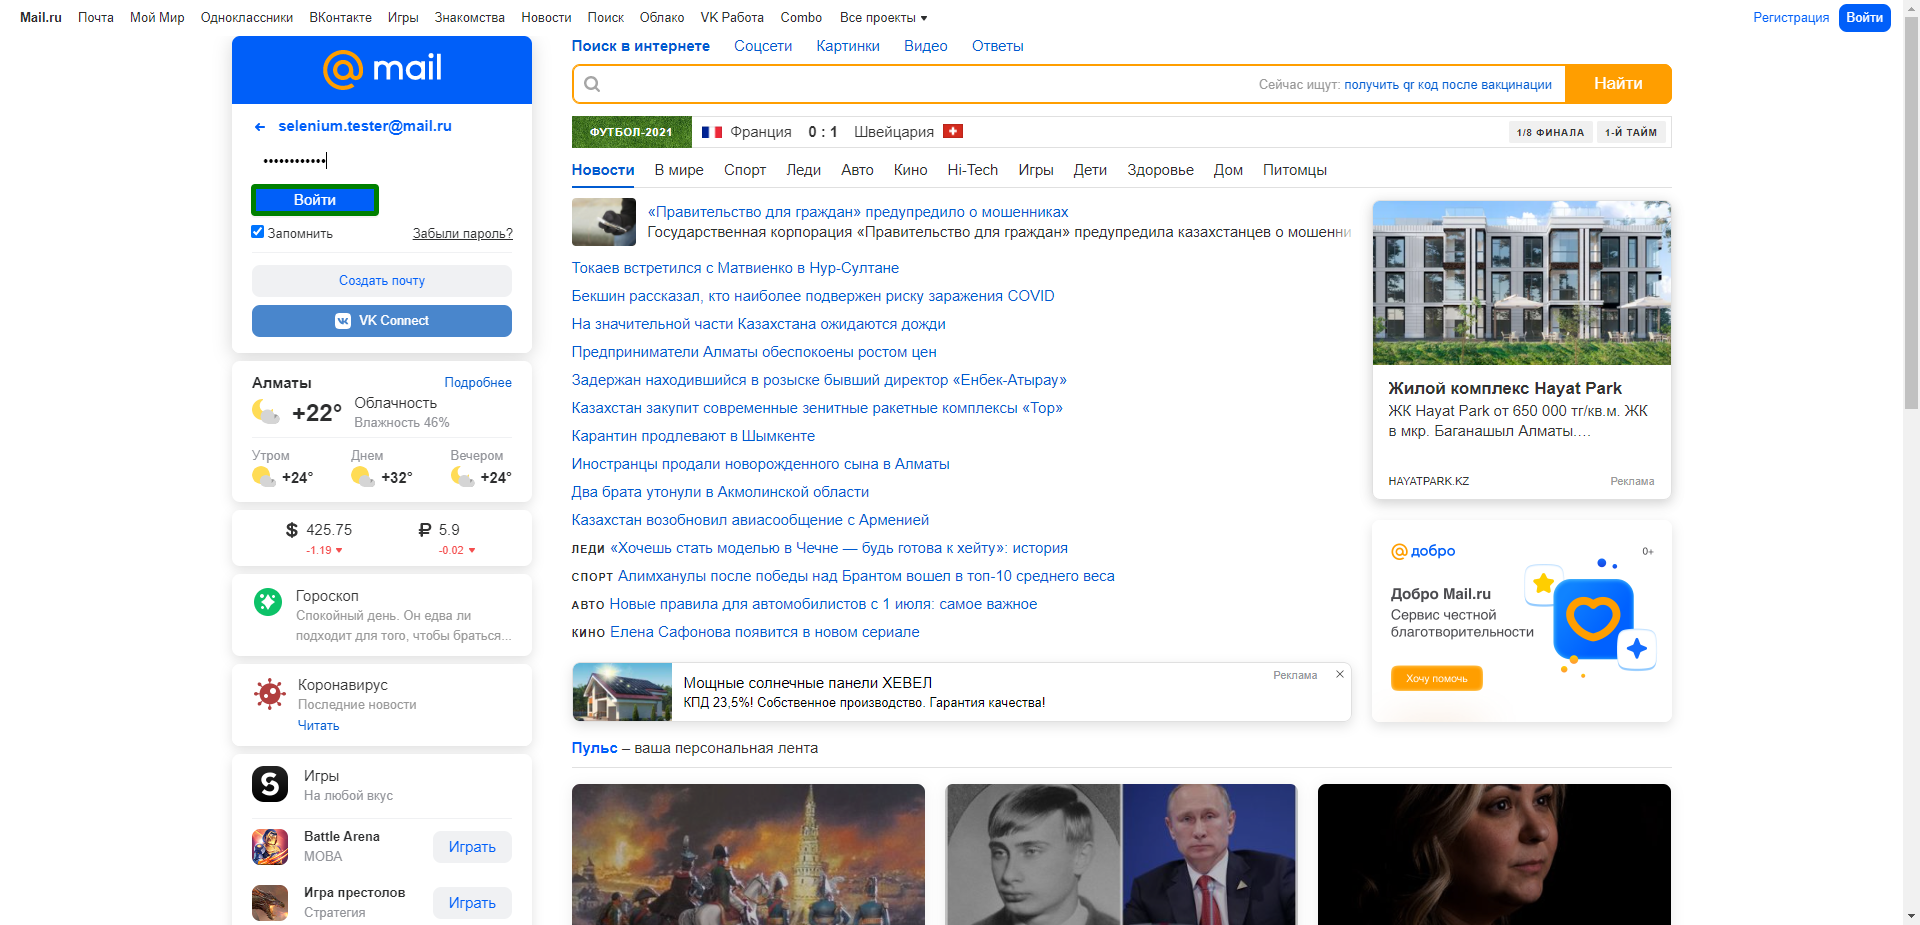 Mail.ru Почта Мой Мир Одноклассники ВКонтакте Игры Знакомства Новости Поиск Облако VK Работа Combo Все проекты
Регистрация Войти
mail
selenium.tester@mail.ru
••••••••••••
Войти
Запомнить Забыли пароль?
Создать почту
VK Connect
Алматы Подробнее
+22° Облачность
Влажность 46%
Утром Днем Вечером
+24° +32° +24°
$ 425.75 ₽ 5.9
-1.19 -0.02
Гороскоп
Спокойный день. Он едва ли
подходит для того, чтобы браться...
Коронавирус
Последние новости
Читать
Игры
На любой вкус
Battle Arena
МОВА
Играть
Игра престолов
Стратегия
Играть
Поиск в интернете Соцсети Картинки Видео Ответы
Сейчас ищут: получить qr код после вакцинации Найти
ФУТБОЛ-2021 Франция 0 : 1 Швейцария 1/8 ФИНАЛА 1-Й ТАЙМ
Новости В мире Спорт Леди Авто Кино Hi-Tech Игры Дети Здоровье Дом Питомцы
«Правительство для граждан» предупредило о мошенниках
Государственная корпорация «Правительство для граждан» предупредила казахстанцев о мошенни
Токаев встретился с Матвиенко в Нур-Султане
Бекшин рассказал, кто наиболее подвержен риску заражения COVID
На значительной части Казахстана ожидаются дожди
Предприниматели Алматы обеспокоены ростом цен
Задержан находившийся в розыске бывший директор «Енбек-Атырау»
Казахстан закупит современные зенитные ракетные комплексы «Тор»
Карантин продлевают в Шымкенте
Иностранцы продали новорожденного сына в Алматы
Два брата утонули в Акмолинской области
Казахстан возобновил авиасообщение с Арменией
ЛЕДИ «Хочешь стать моделью в Чечне — будь готова к хейту»: история
СПОРТ Алимханулы после победы над Брантом вошел в топ-10 среднего веса
АВТО Новые правила для автомобилистов с 1 июля: самое важное
КИНО Елена Сафонова появится в новом сериале
Мощные солнечные панели ХЕВЕЛ
Реклама
КПД 23,5%! Собственное производство. Гарантия качества!
Пульс – ваша персональная лента
Жилой комплекс Hayat Park
ЖК Hayat Park от 650 000 тг/кв.м. ЖК
в мкр. Баганашыл Алматы....
HAYATPARK.KZ Реклама
добро 0+
Добро Mail.ru
Сервис честной
благотворительности
Хочу помочь